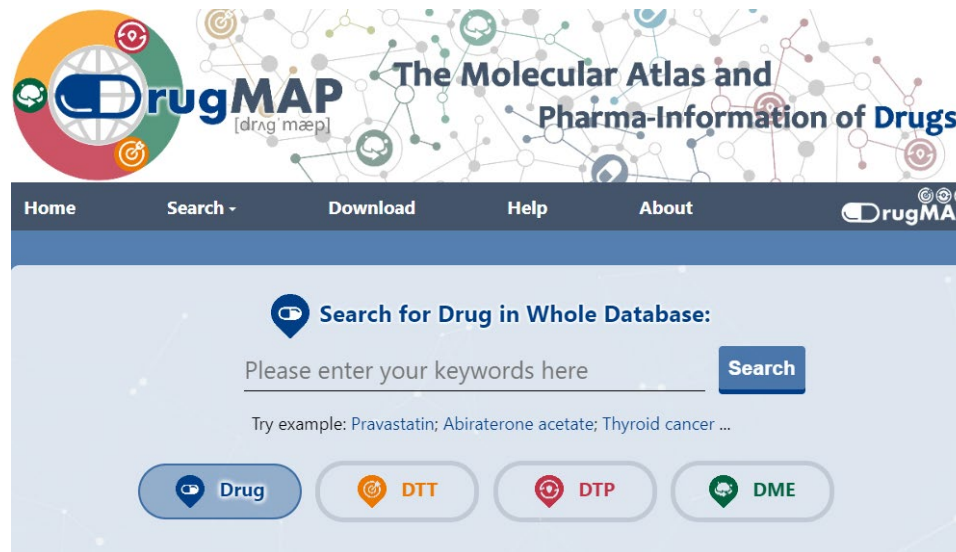 DrugMAP
[drʌgˈmæp]
The Molecular Atlas and
Pharma-Information of Drugs
Home Search Download Help About DrugMA
Search for Drug in Whole Database:
Please enter your keywords here Search
Try example: Pravastatin; Abiraterone acetate; Thyroid cancer ...
Drug DTT DTP DME